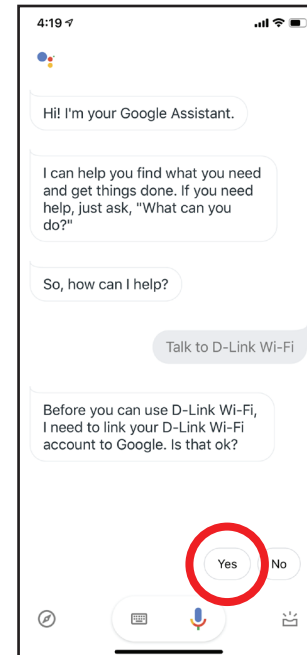 4:19
Hi! I'm your Google Assistant.
I can help you find what you need
and get things done. If you need
help, just ask, "What can you
do?"
So, how can I help?
Talk to D-Link Wi-Fi
Before you can use D-Link Wi-Fi,
I need to link your D-Link Wi-Fi
account to Google. Is that ok?
Yes No